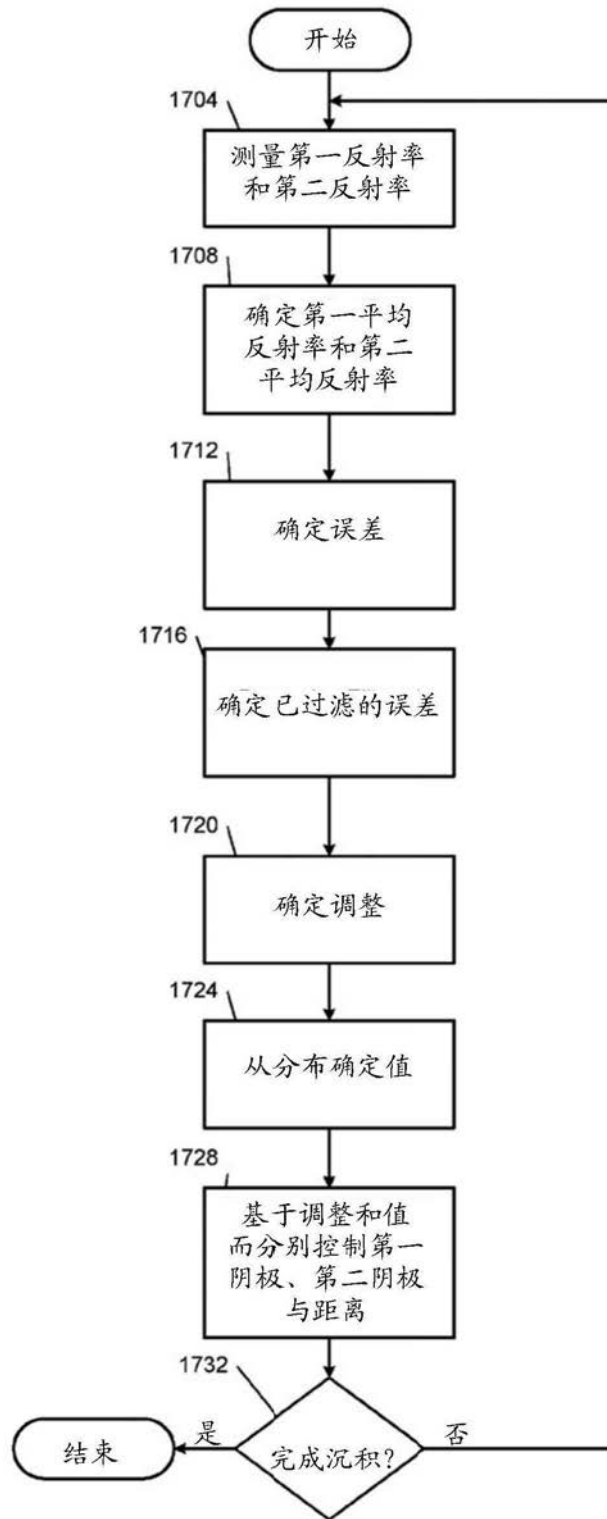 开始
1704
测量第一反射率
和第二反射率
1708
确定第一平均
反射率和第二
平均反射率
1712
确定误差
1716
确定已过滤的误差
1720
确定调整
1724
从分布确定值
1728
基于调整和值
而分别控制第一
阴极、第二阴极
与距离
1732
完成沉积?
是
否
结束